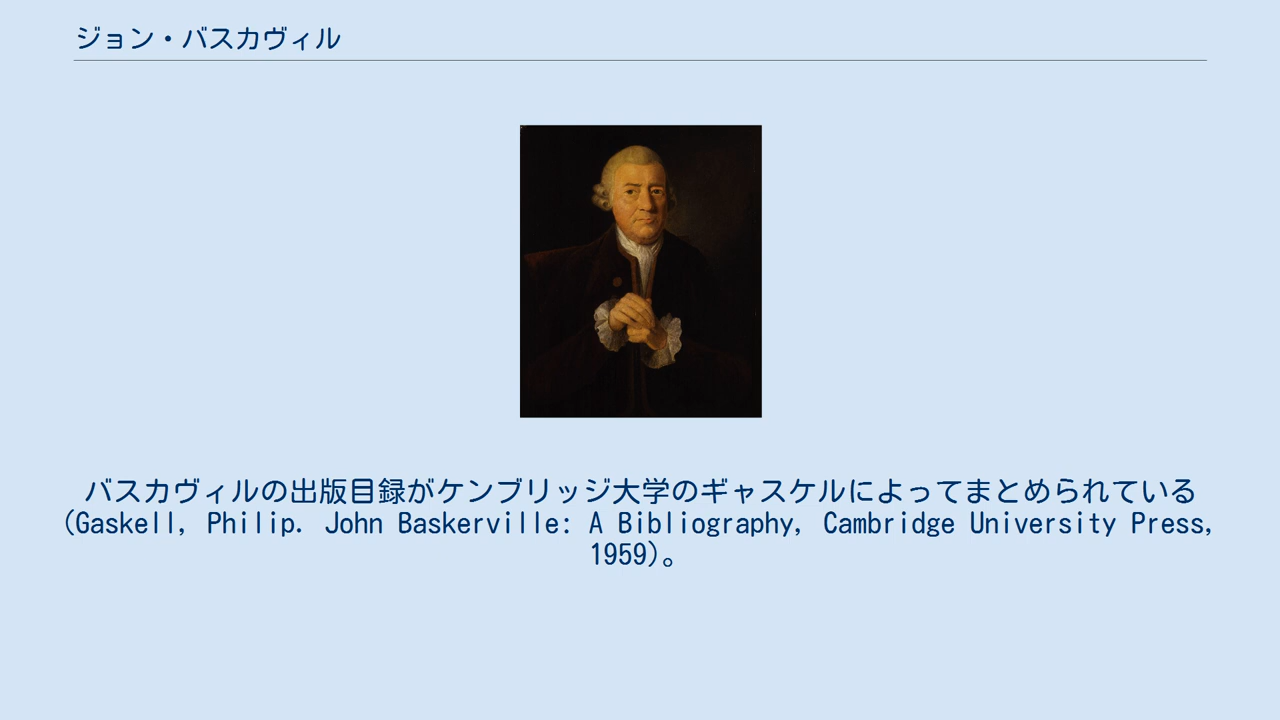 ジョン・バスカヴィル
バスカヴィルの出版目録がケンブリッジ大学のギャスケルによってまとめられている
(Gaskell, Philip. John Baskerville: A Bibliography, Cambridge University Press,
1959)。